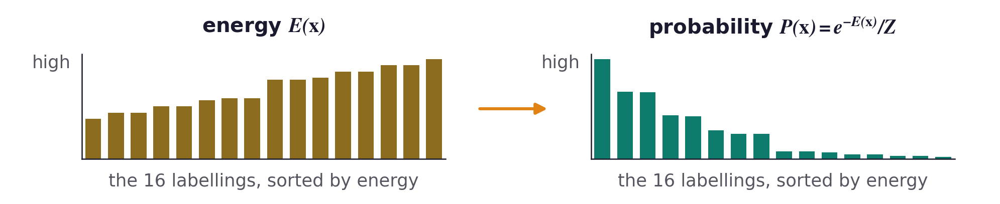 energy E(x)
probability P(x)=e^{−E(x)}/Z
high
high
the 16 labellings, sorted by energy
the 16 labellings, sorted by energy